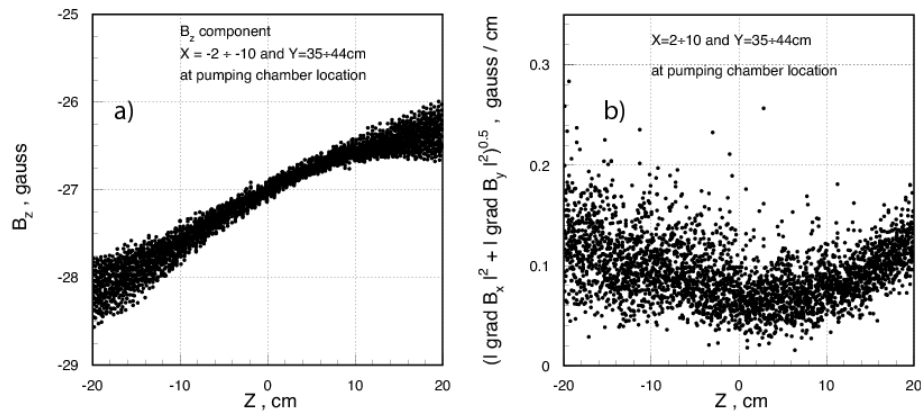 -25
-26
-27
-28
-29
B_z , gauss
B_z component
X = -2 ÷ -10 and Y=35÷44cm
at pumping chamber location
a)
-20 -10 0 10 20
Z , cm
0.3
0.2
0.1
0
(I grad B_x I² + I grad B_y I²)^0.5 , gauss / cm
X=2÷10 and Y=35÷44cm
at pumping chamber location
b)
-20 -10 0 10 20
Z , cm